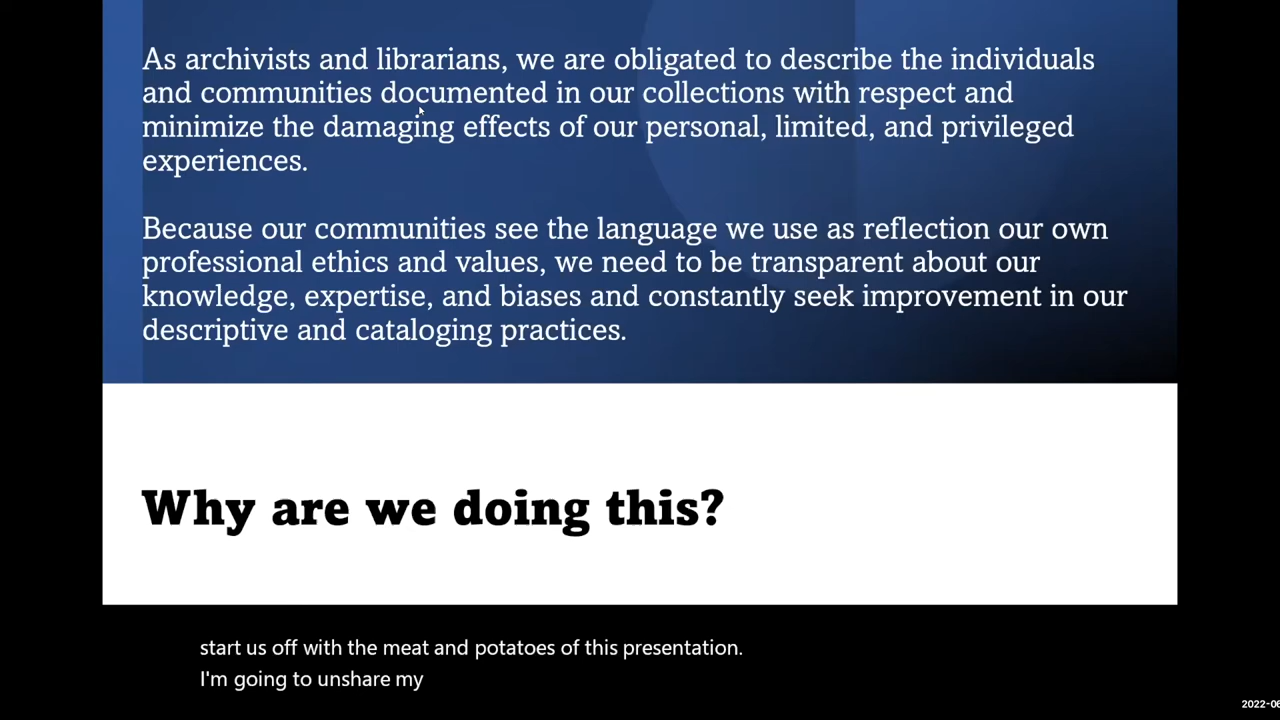 As archivists and librarians, we are obligated to describe the individuals
and communities documented in our collections with respect and
minimize the damaging effects of our personal, limited, and privileged
experiences.
Because our communities see the language we use as reflection our own
professional ethics and values, we need to be transparent about our
knowledge, expertise, and biases and constantly seek improvement in our
descriptive and cataloging practices.
Why are we doing this?
start us off with the meat and potatoes of this presentation.
I'm going to unshare my
2022-06